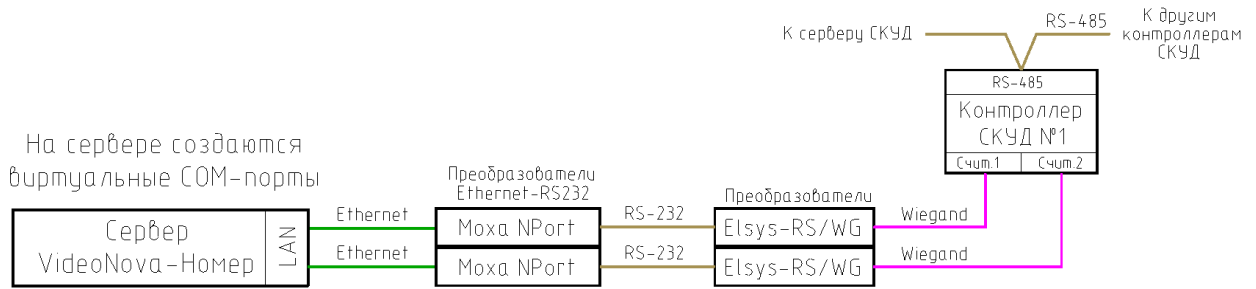 К серверу СКУД
RS-485
К другим
контроллерам
СКУД
RS-485
Контроллер
СКУД №1
Счит.1
Счит.2
На сервере создаются
виртуальные COM-порты
Преобразователи
Ethernet-RS232
Преобразователи
Сервер
VideoNova-Номер
LAN
Ethernet
Moxa NPort
RS-232
Elsys-RS/WG
Wiegand
Ethernet
Moxa NPort
RS-232
Elsys-RS/WG
Wiegand